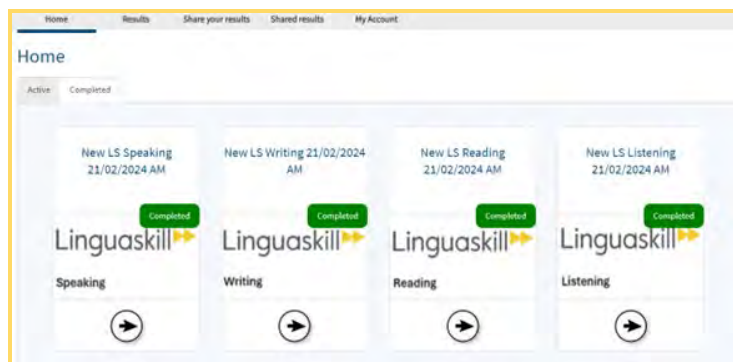 Home Results Share your results Shared results My Account
Home
Active Completed
New LS Speaking
21/02/2024 AM
Completed
Linguaskill
Speaking
New LS Writing 21/02/2024
AM
Completed
Linguaskill
Writing
New LS Reading
21/02/2024 AM
Completed
Linguaskill
Reading
New LS Listening
21/02/2024 AM
Completed
Linguaskill
Listening